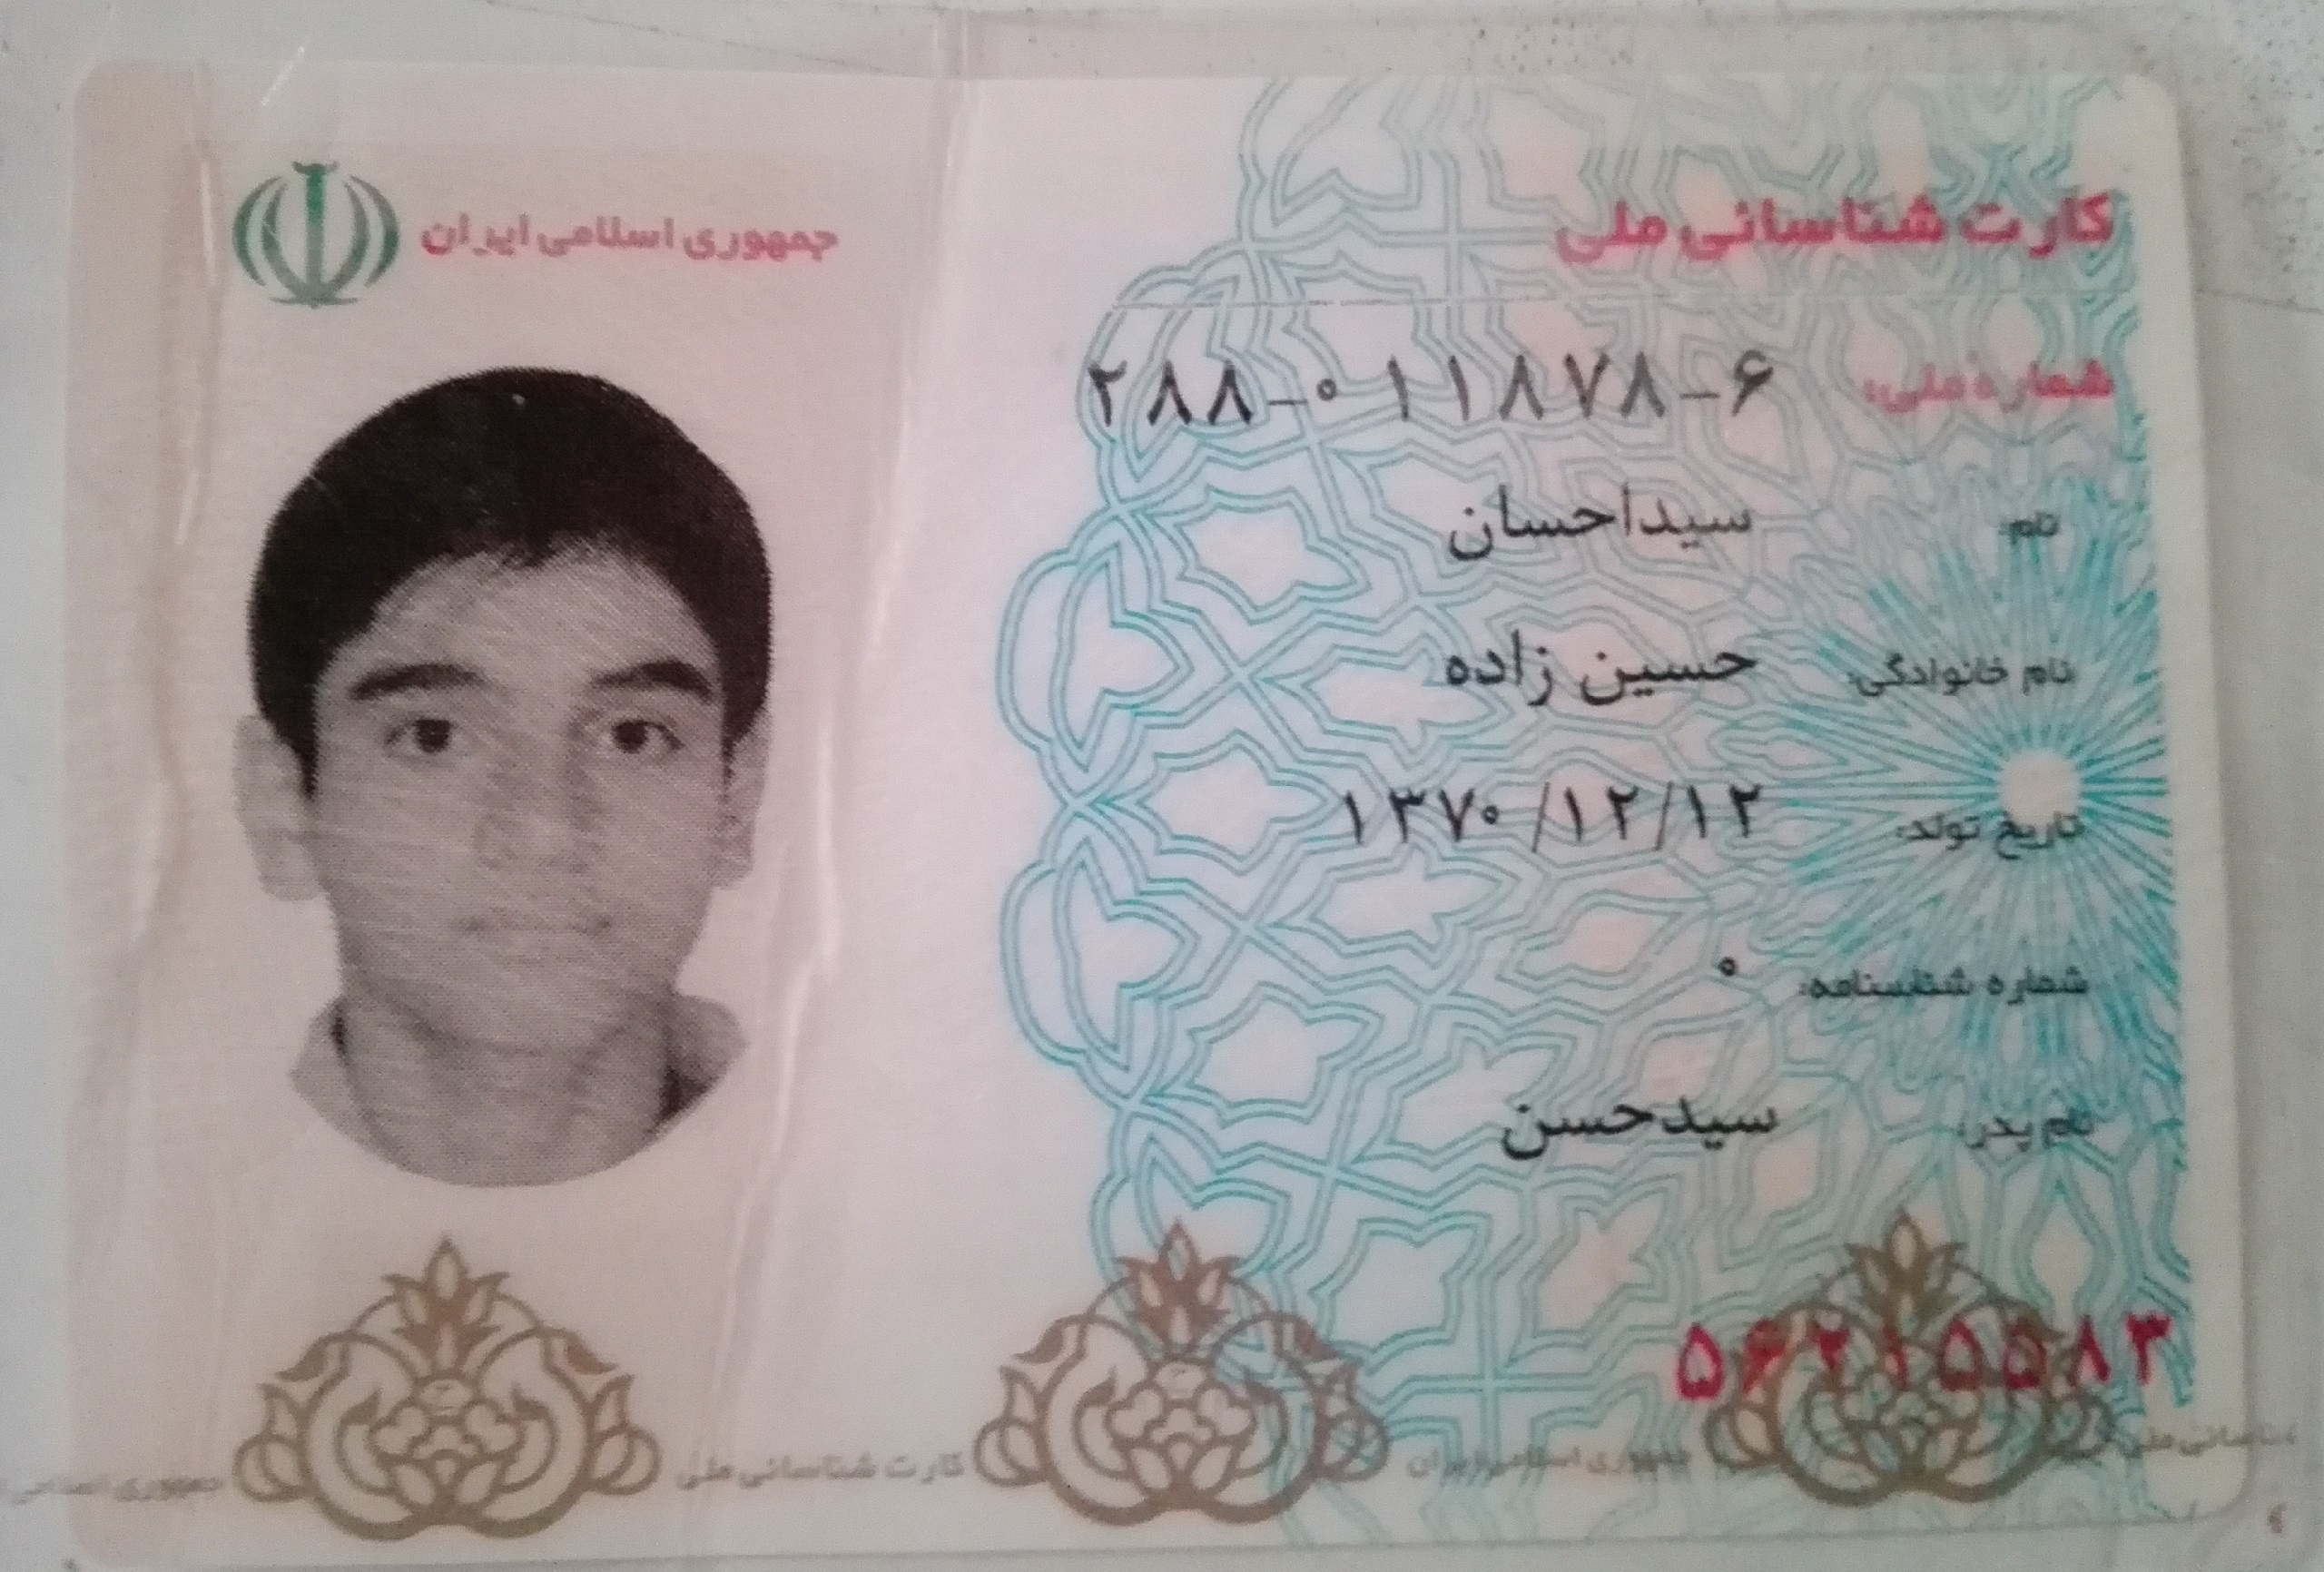 جمهوری اسلامی ایران
کارت شناسائی ملی
شماره ملی: ۲۸۸-۰۱۱۸۷۸-۶
نام: سیداحسان
نام خانوادگی: حسین زاده
تاریخ تولد: ۱۳۷۰/۱۲/۱۲
شماره شناسنامه: ۰
نام پدر: سیدحسن
۵۶۲۱۵۵۸۳
جمهوری اسلامی کارت شناسائی ملی جمهوری اسلامی ایران شناسائی ملی